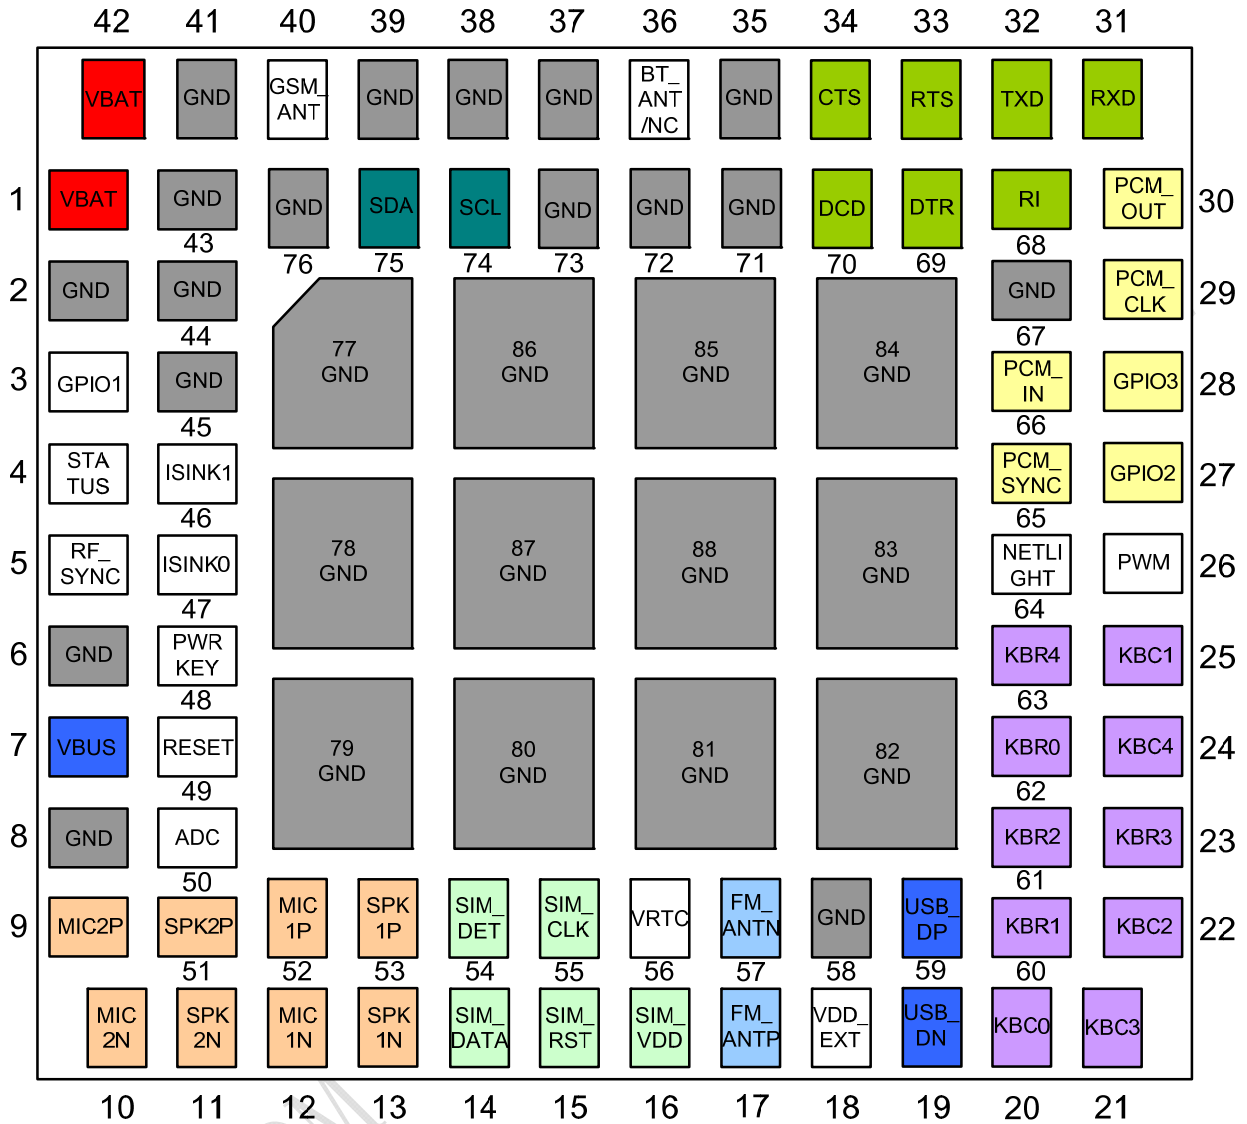 42 41 40 39 38 37 36 35 34 33 32 31
VBAT GND GSM_ GND GND GND BT_ GND CTS RTS TXD RXD
ANT ANT
/NC
1 VBAT GND GND SDA SCL GND GND GND DCD DTR RI PCM_ 30
OUT
43 76 75 74 73 72 71 70 69 68
2 GND GND GND PCM_ 29
CLK
44 67
77 86 85 84
GND GND GND GND
3 GPIO1 GND PCM_ GPIO3 28
IN
45 66
4 STA ISINK1 PCM_ GPIO2 27
TUS SYNC
46 65
5 RF_ ISINK0 NETLI PWM 26
SYNC GHT
78 87 88 83
GND GND GND GND
47 64
6 GND PWR KBR4 KBC1 25
KEY
48 63
7 VBUS RESET KBR0 KBC4 24
79 80 81 82
GND GND GND GND
49 62
8 GND ADC KBR2 KBR3 23
50 61
9 MIC2P SPK2P MIC SPK SIM_ SIM_ VRTC FM_ GND USB_ KBR1 KBC2 22
1P 1P DET CLK ANTN DP
51 52 53 54 55 56 57 58 59 60
MIC SPK MIC SPK SIM_ SIM_ SIM_ FM_ VDD_ USB_ KBC0 KBC3
2N 2N 1N 1N DATA RST VDD ANTP EXT DN
10 11 12 13 14 15 16 17 18 19 20 21